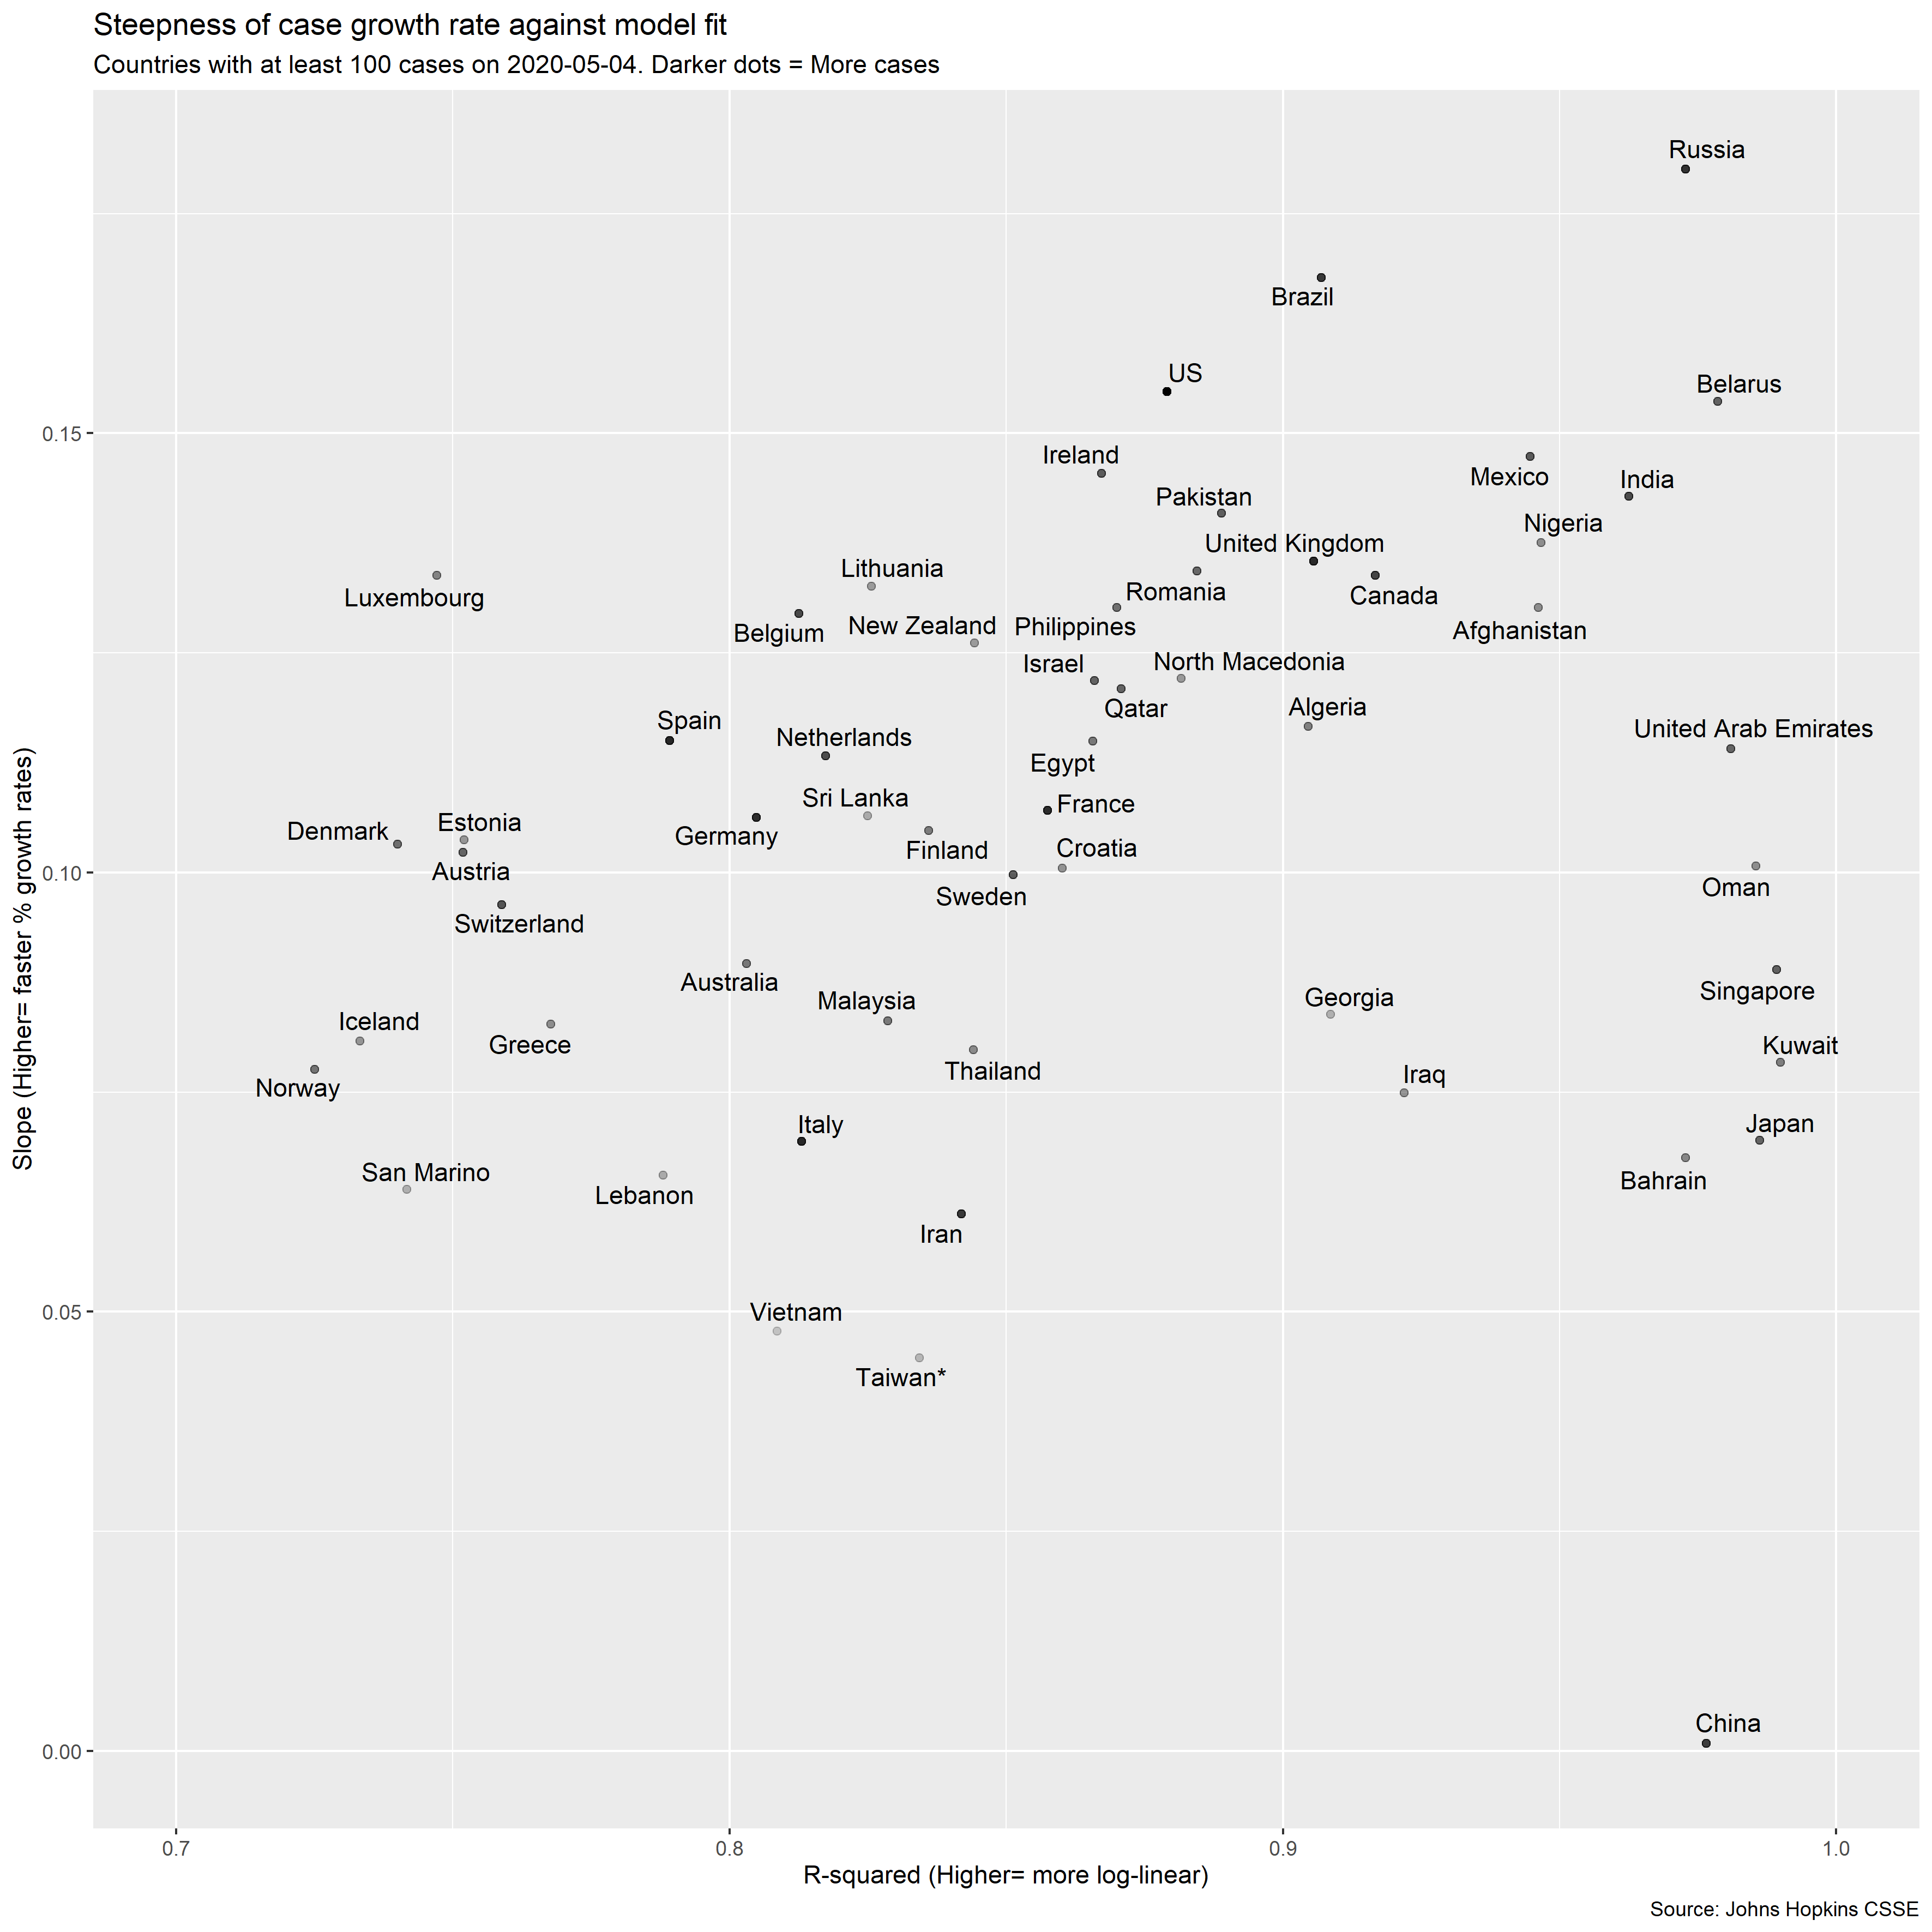 Steepness of case growth rate against model fit
Countries with at least 100 cases on 2020-05-04. Darker dots = More cases
Russia
Brazil
US
Belarus
0.15
Ireland
Mexico
India
Pakistan
Nigeria
United Kingdom
Lithuania
Romania
Canada
Luxembourg
New Zealand
Philippines
Belgium
Afghanistan
Israel
North Macedonia
Qatar
Algeria
Spain
United Arab Emirates
Netherlands
Egypt
Sri Lanka
France
Estonia
Denmark
Germany
Finland
Croatia
Austria
0.10
Oman
Sweden
Switzerland
Australia
Singapore
Georgia
Malaysia
Iceland
Greece
Kuwait
Thailand
Iraq
Norway
Italy
Japan
San Marino
Bahrain
Lebanon
Iran
Vietnam
0.05
Taiwan*
China
0.00
Slope (Higher= faster % growth rates)
0.7
0.8
0.9
1.0
R-squared (Higher= more log-linear)
Source: Johns Hopkins CSSE